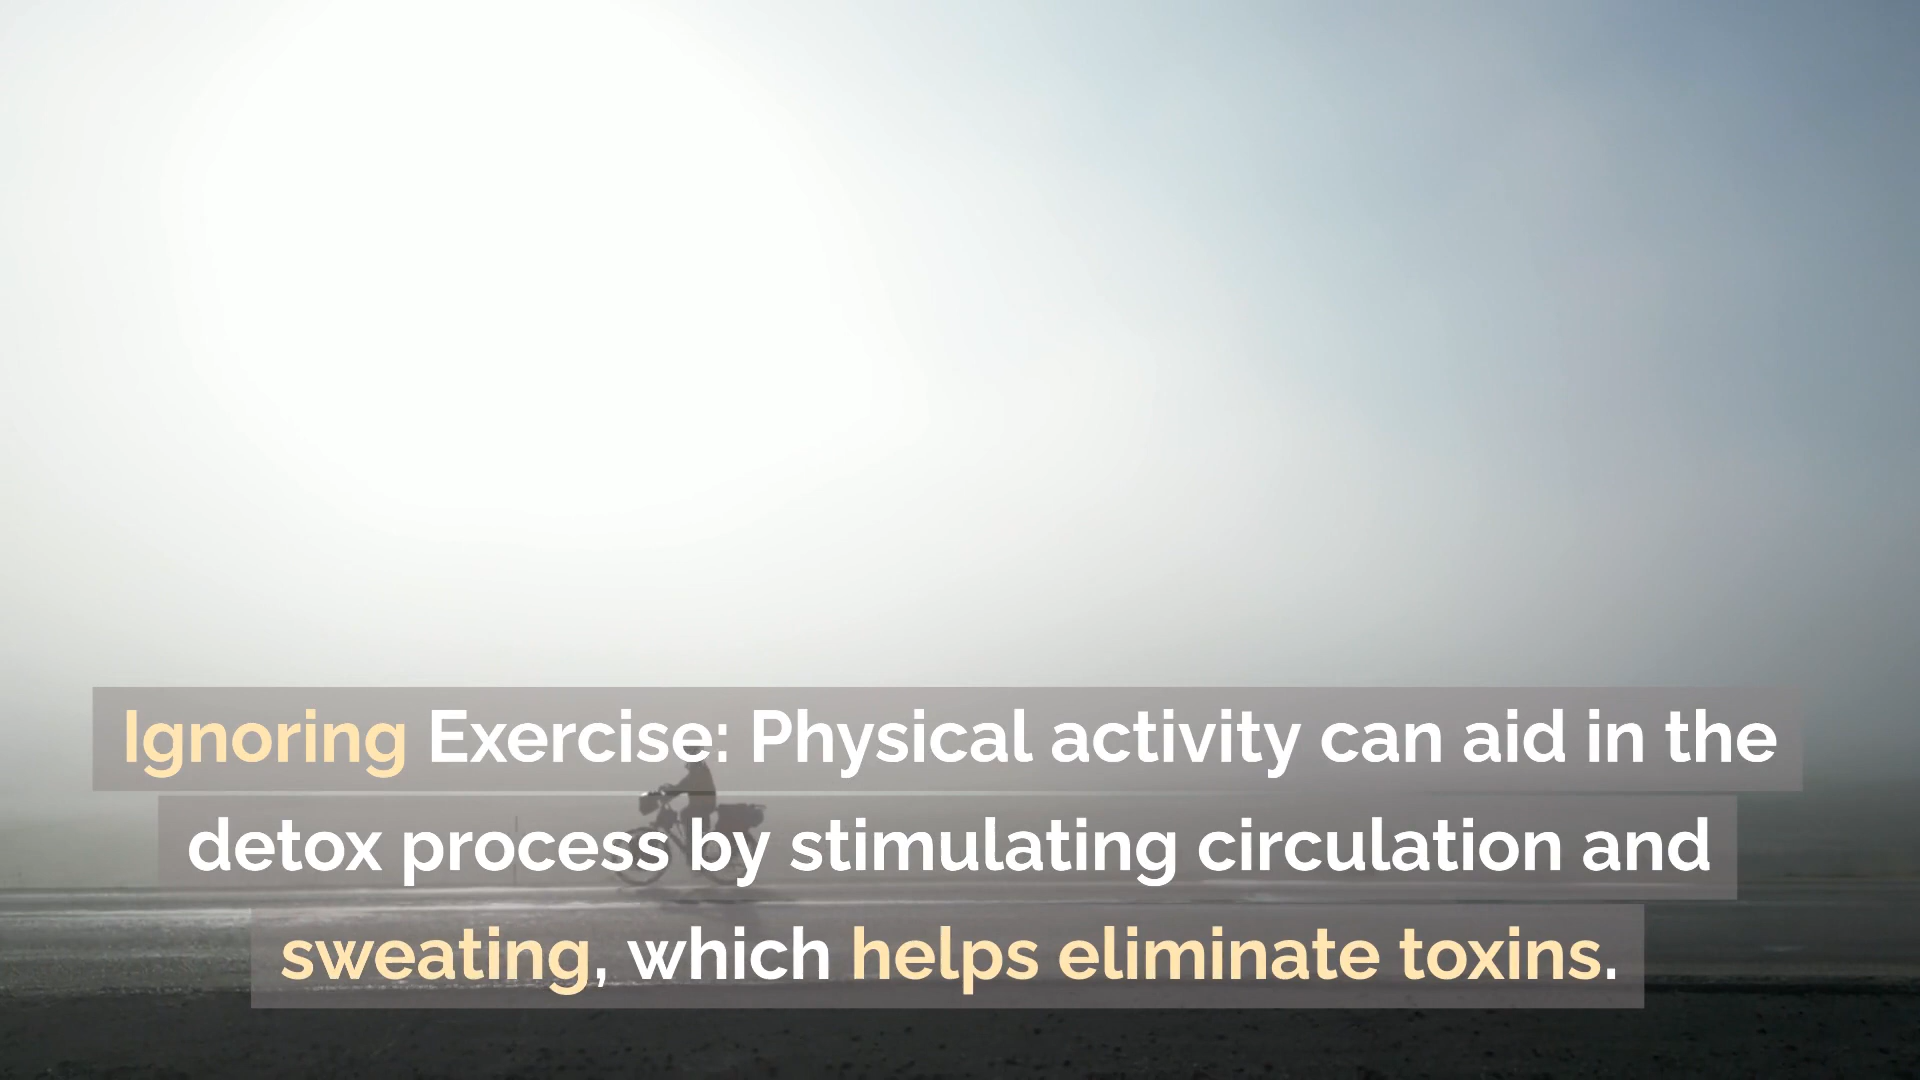 Ignoring Exercise: Physical activity can aid in the
detox process by stimulating circulation and
sweating, which helps eliminate toxins.